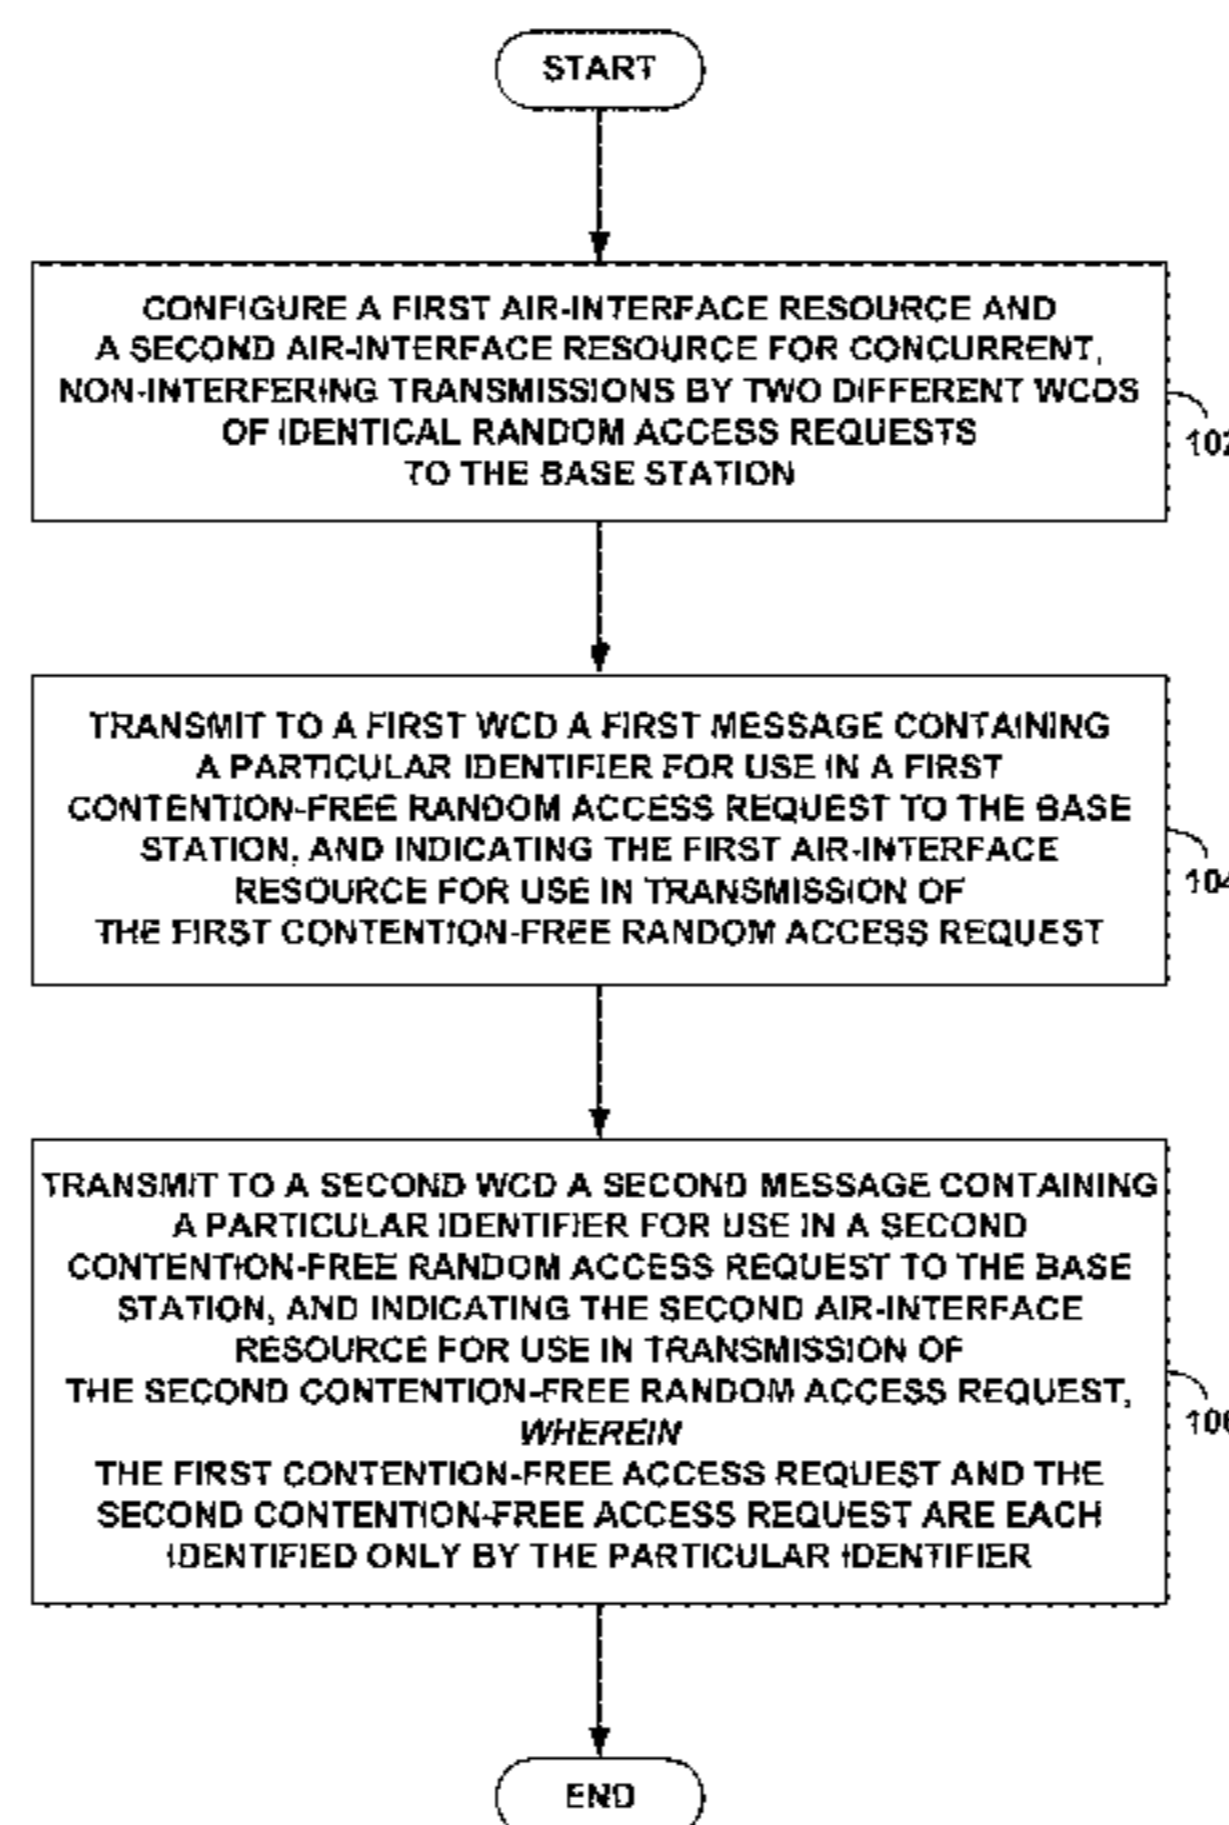 START
CONFIGURE A FIRST AIR-INTERFACE RESOURCE AND
A SECOND AIR-INTERFACE RESOURCE FOR CONCURRENT,
NON-INTERFERING TRANSMISSIONS BY TWO DIFFERENT WCDS
OF IDENTICAL RANDOM ACCESS REQUESTS
TO THE BASE STATION
102
TRANSMIT TO A FIRST WCD A FIRST MESSAGE CONTAINING
A PARTICULAR IDENTIFIER FOR USE IN A FIRST
CONTENTION-FREE RANDOM ACCESS REQUEST TO THE BASE
STATION, AND INDICATING THE FIRST AIR-INTERFACE
RESOURCE FOR USE IN TRANSMISSION OF
THE FIRST CONTENTION-FREE RANDOM ACCESS REQUEST
104
TRANSMIT TO A SECOND WCD A SECOND MESSAGE CONTAINING
A PARTICULAR IDENTIFIER FOR USE IN A SECOND
CONTENTION-FREE RANDOM ACCESS REQUEST TO THE BASE
STATION, AND INDICATING THE SECOND AIR-INTERFACE
RESOURCE FOR USE IN TRANSMISSION OF
THE SECOND CONTENTION-FREE RANDOM ACCESS REQUEST,
WHEREIN
THE FIRST CONTENTION-FREE ACCESS REQUEST AND THE
SECOND CONTENTION-FREE ACCESS REQUEST ARE EACH
IDENTIFIED ONLY BY THE PARTICULAR IDENTIFIER
106
END